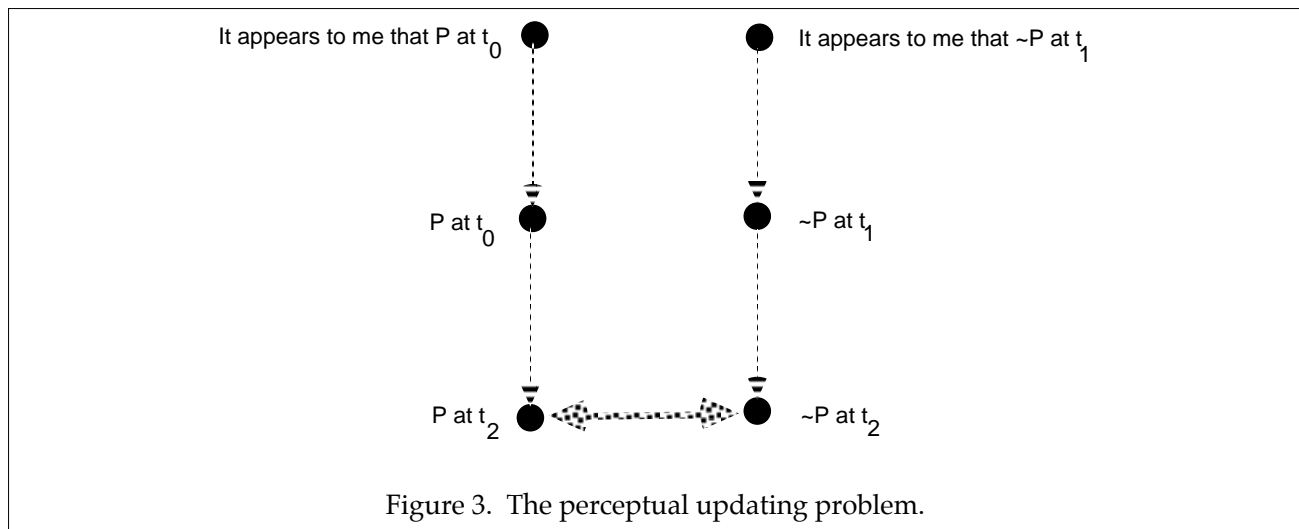 It appears to me that P at t0
It appears to me that ~P at t1
P at t0
~P at t1
P at t2
~P at t2
Figure 3. The perceptual updating problem.